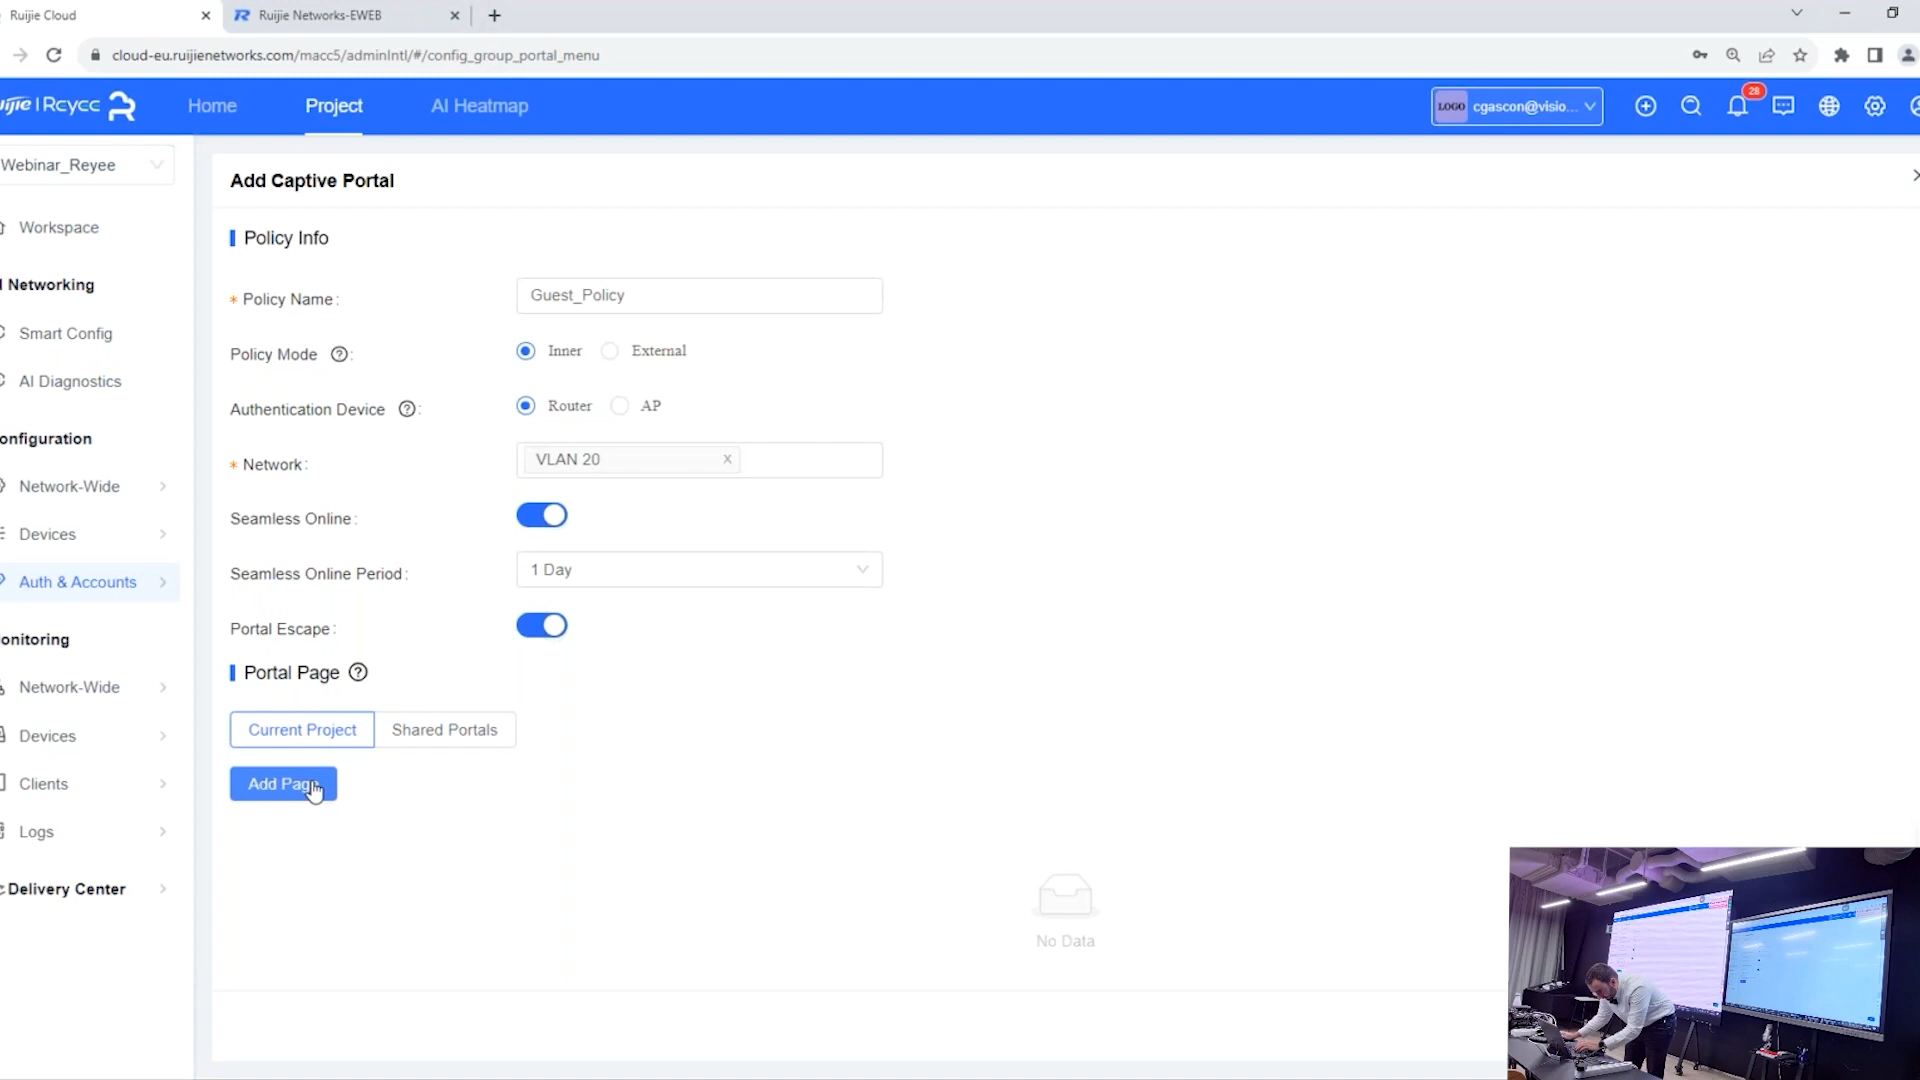 Ruijie Cloud
Ruijie Networks-EWEB
cloud-eu.ruijienetworks.com/macc5/adminIntl/#/config_group_portal_menu
uijie | Reyee
Home
Project
AI Heatmap
LOGO
cgascon@visio...
28
Webinar_Reyee
Add Captive Portal
Policy Info
Workspace
Networking
Smart Config
AI Diagnostics
onfiguration
Network-Wide
Devices
Auth & Accounts
onitoring
Network-Wide
Devices
Clients
Logs
Delivery Center
* Policy Name:
Guest_Policy
Policy Mode ?:
Inner
External
Authentication Device ?:
Router
AP
* Network:
VLAN 20 x
Seamless Online:
Seamless Online Period:
1 Day
Portal Escape:
Portal Page ?
Current Project
Shared Portals
Add Page
No Data